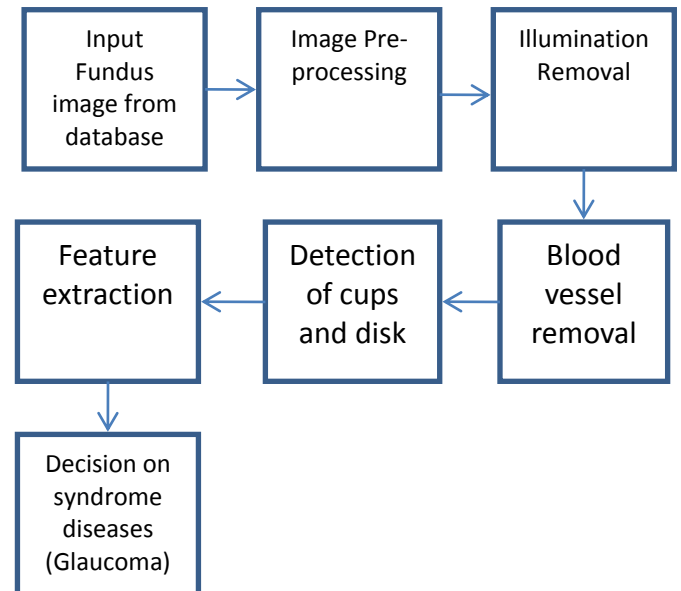 Input
Fundus
image from
database
Image Pre-
processing
Illumination
Removal
Blood
vessel
removal
Detection
of cups
and disk
Feature
extraction
Decision on
syndrome
diseases
(Glaucoma)